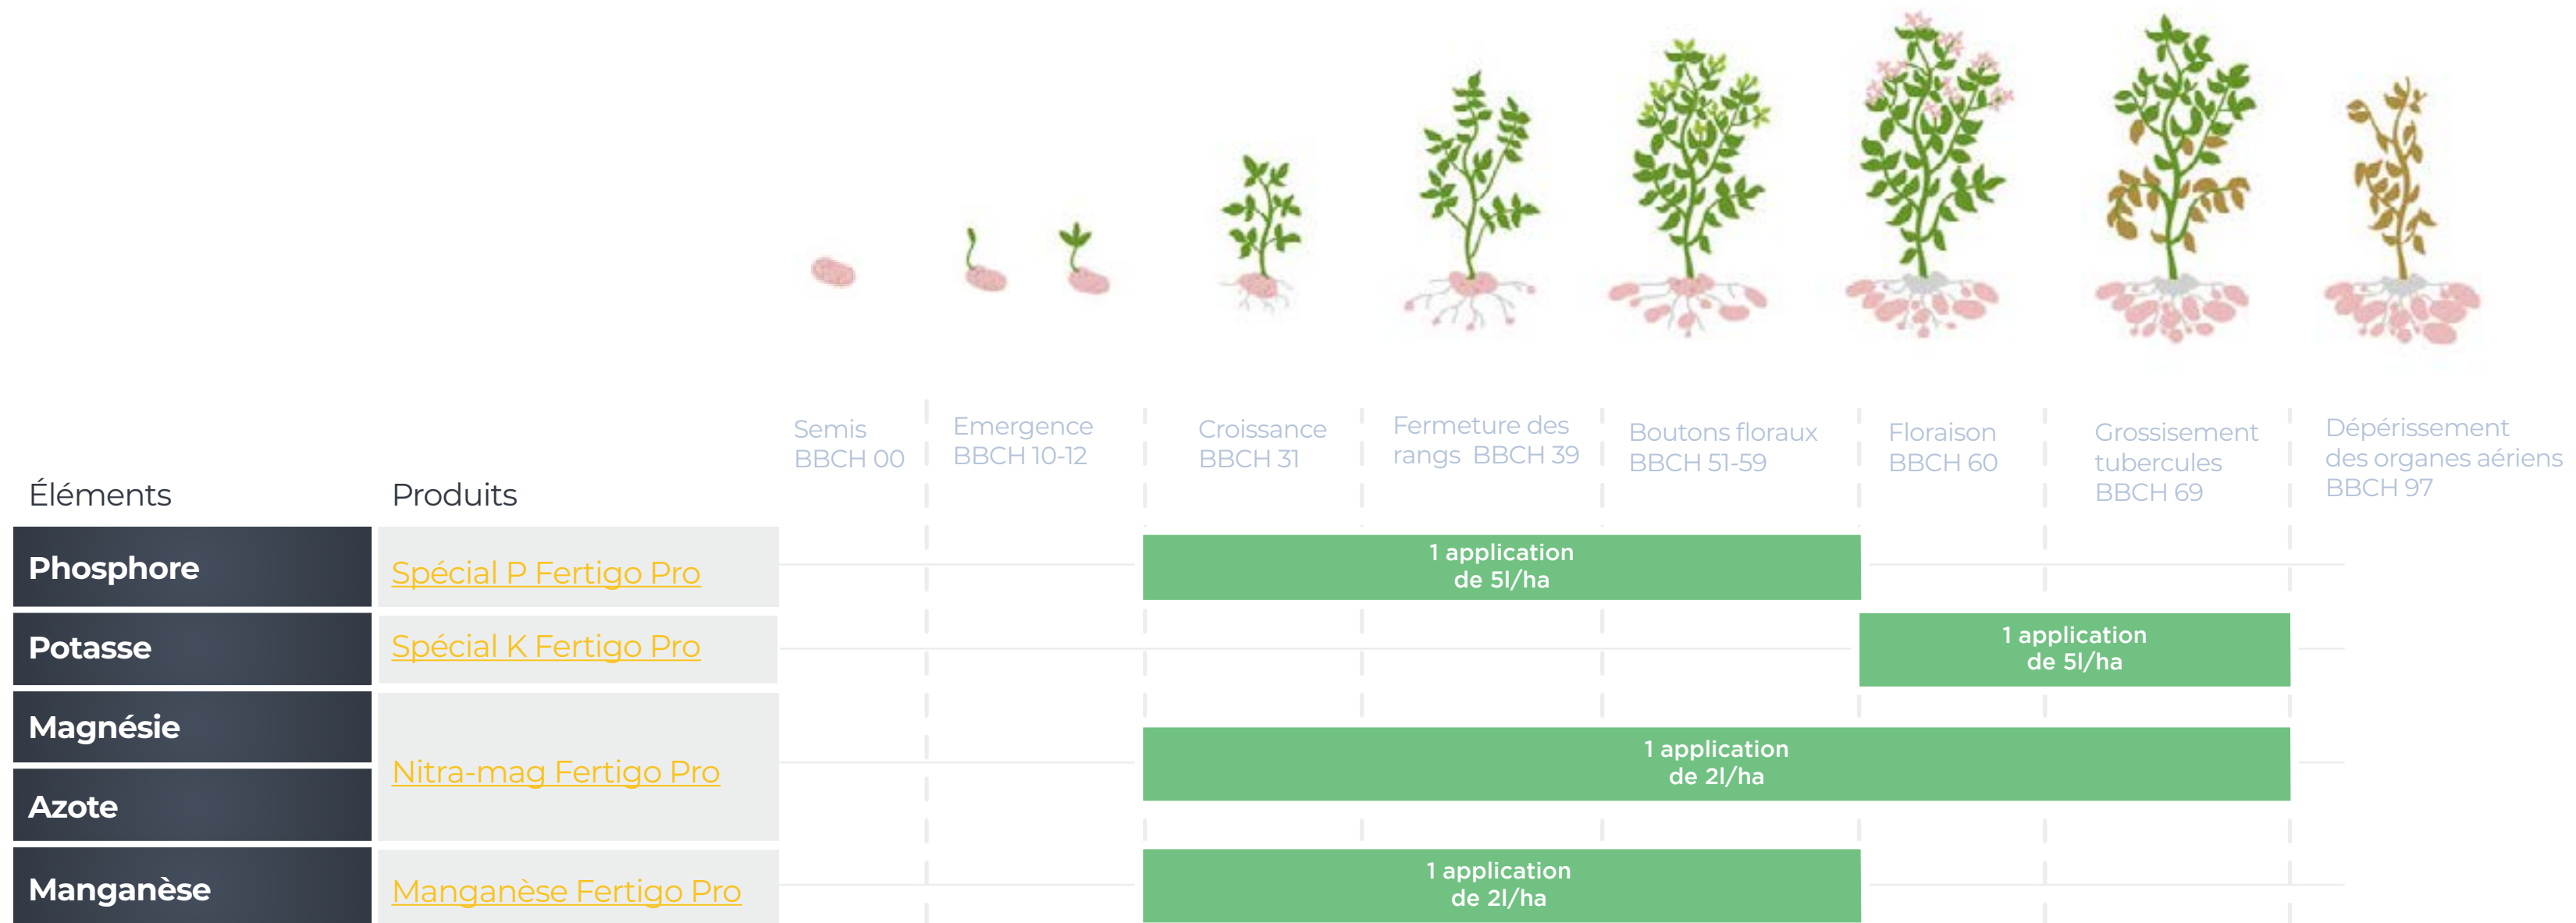 Semis
BBCH 00
Emergence
BBCH 10-12
Croissance
BBCH 31
Fermeture des
rangs BBCH 39
Boutons floraux
BBCH 51-59
Floraison
BBCH 60
Grossisement
tubercules
BBCH 69
Dépérissement
des organes aériens
BBCH 97
Éléments
Produits
Phosphore
Spécial P Fertigo Pro
1 application
de 5l/ha
Potasse
Spécial K Fertigo Pro
1 application
de 5l/ha
Magnésie
Nitra-mag Fertigo Pro
1 application
de 2l/ha
Azote
Manganèse
Manganèse Fertigo Pro
1 application
de 2l/ha